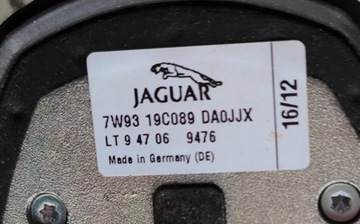 JAGUAR
7W93 19C089 DA0JJX
LT 9 47 06 9476
Made in Germany (DE)
16/12